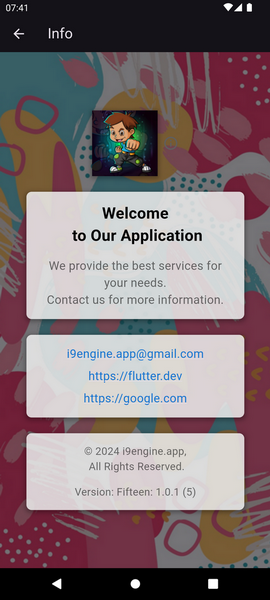 07:41
Info
Welcome
to Our Application
We provide the best services for
your needs.
Contact us for more information.
i9engine.app@gmail.com
https://flutter.dev
https://google.com
© 2024 i9engine.app,
All Rights Reserved.
Version: Fifteen: 1.0.1 (5)